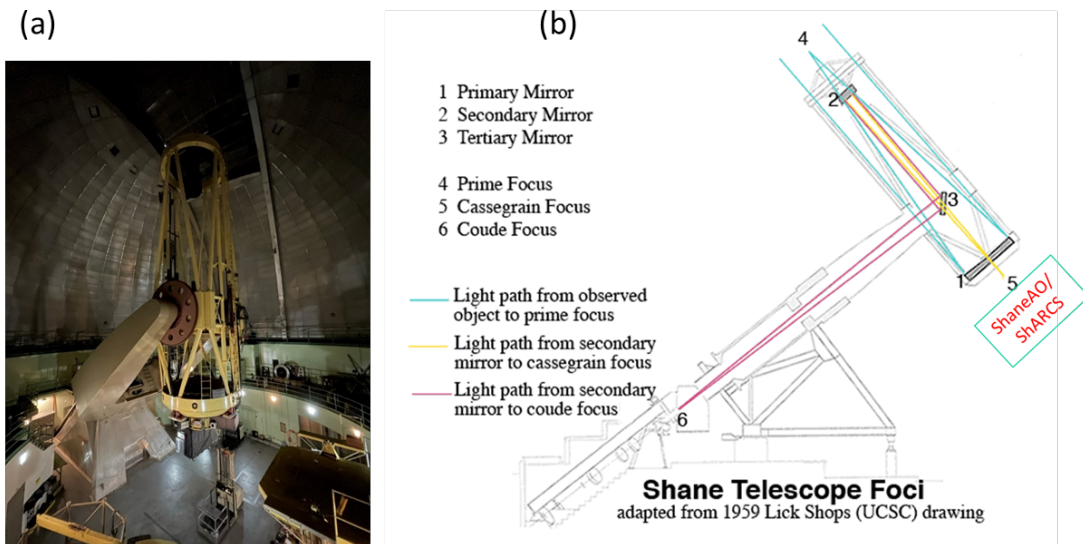 (a)
(b)
1 Primary Mirror
2 Secondary Mirror
3 Tertiary Mirror
4 Prime Focus
5 Cassegrain Focus
6 Coude Focus
Light path from observed
object to prime focus
Light path from secondary
mirror to cassegrain focus
Light path from secondary
mirror to coude focus
4
2
3
1
5
ShaneAO/
ShARCS
6
Shane Telescope Foci
adapted from 1959 Lick Shops (UCSC) drawing